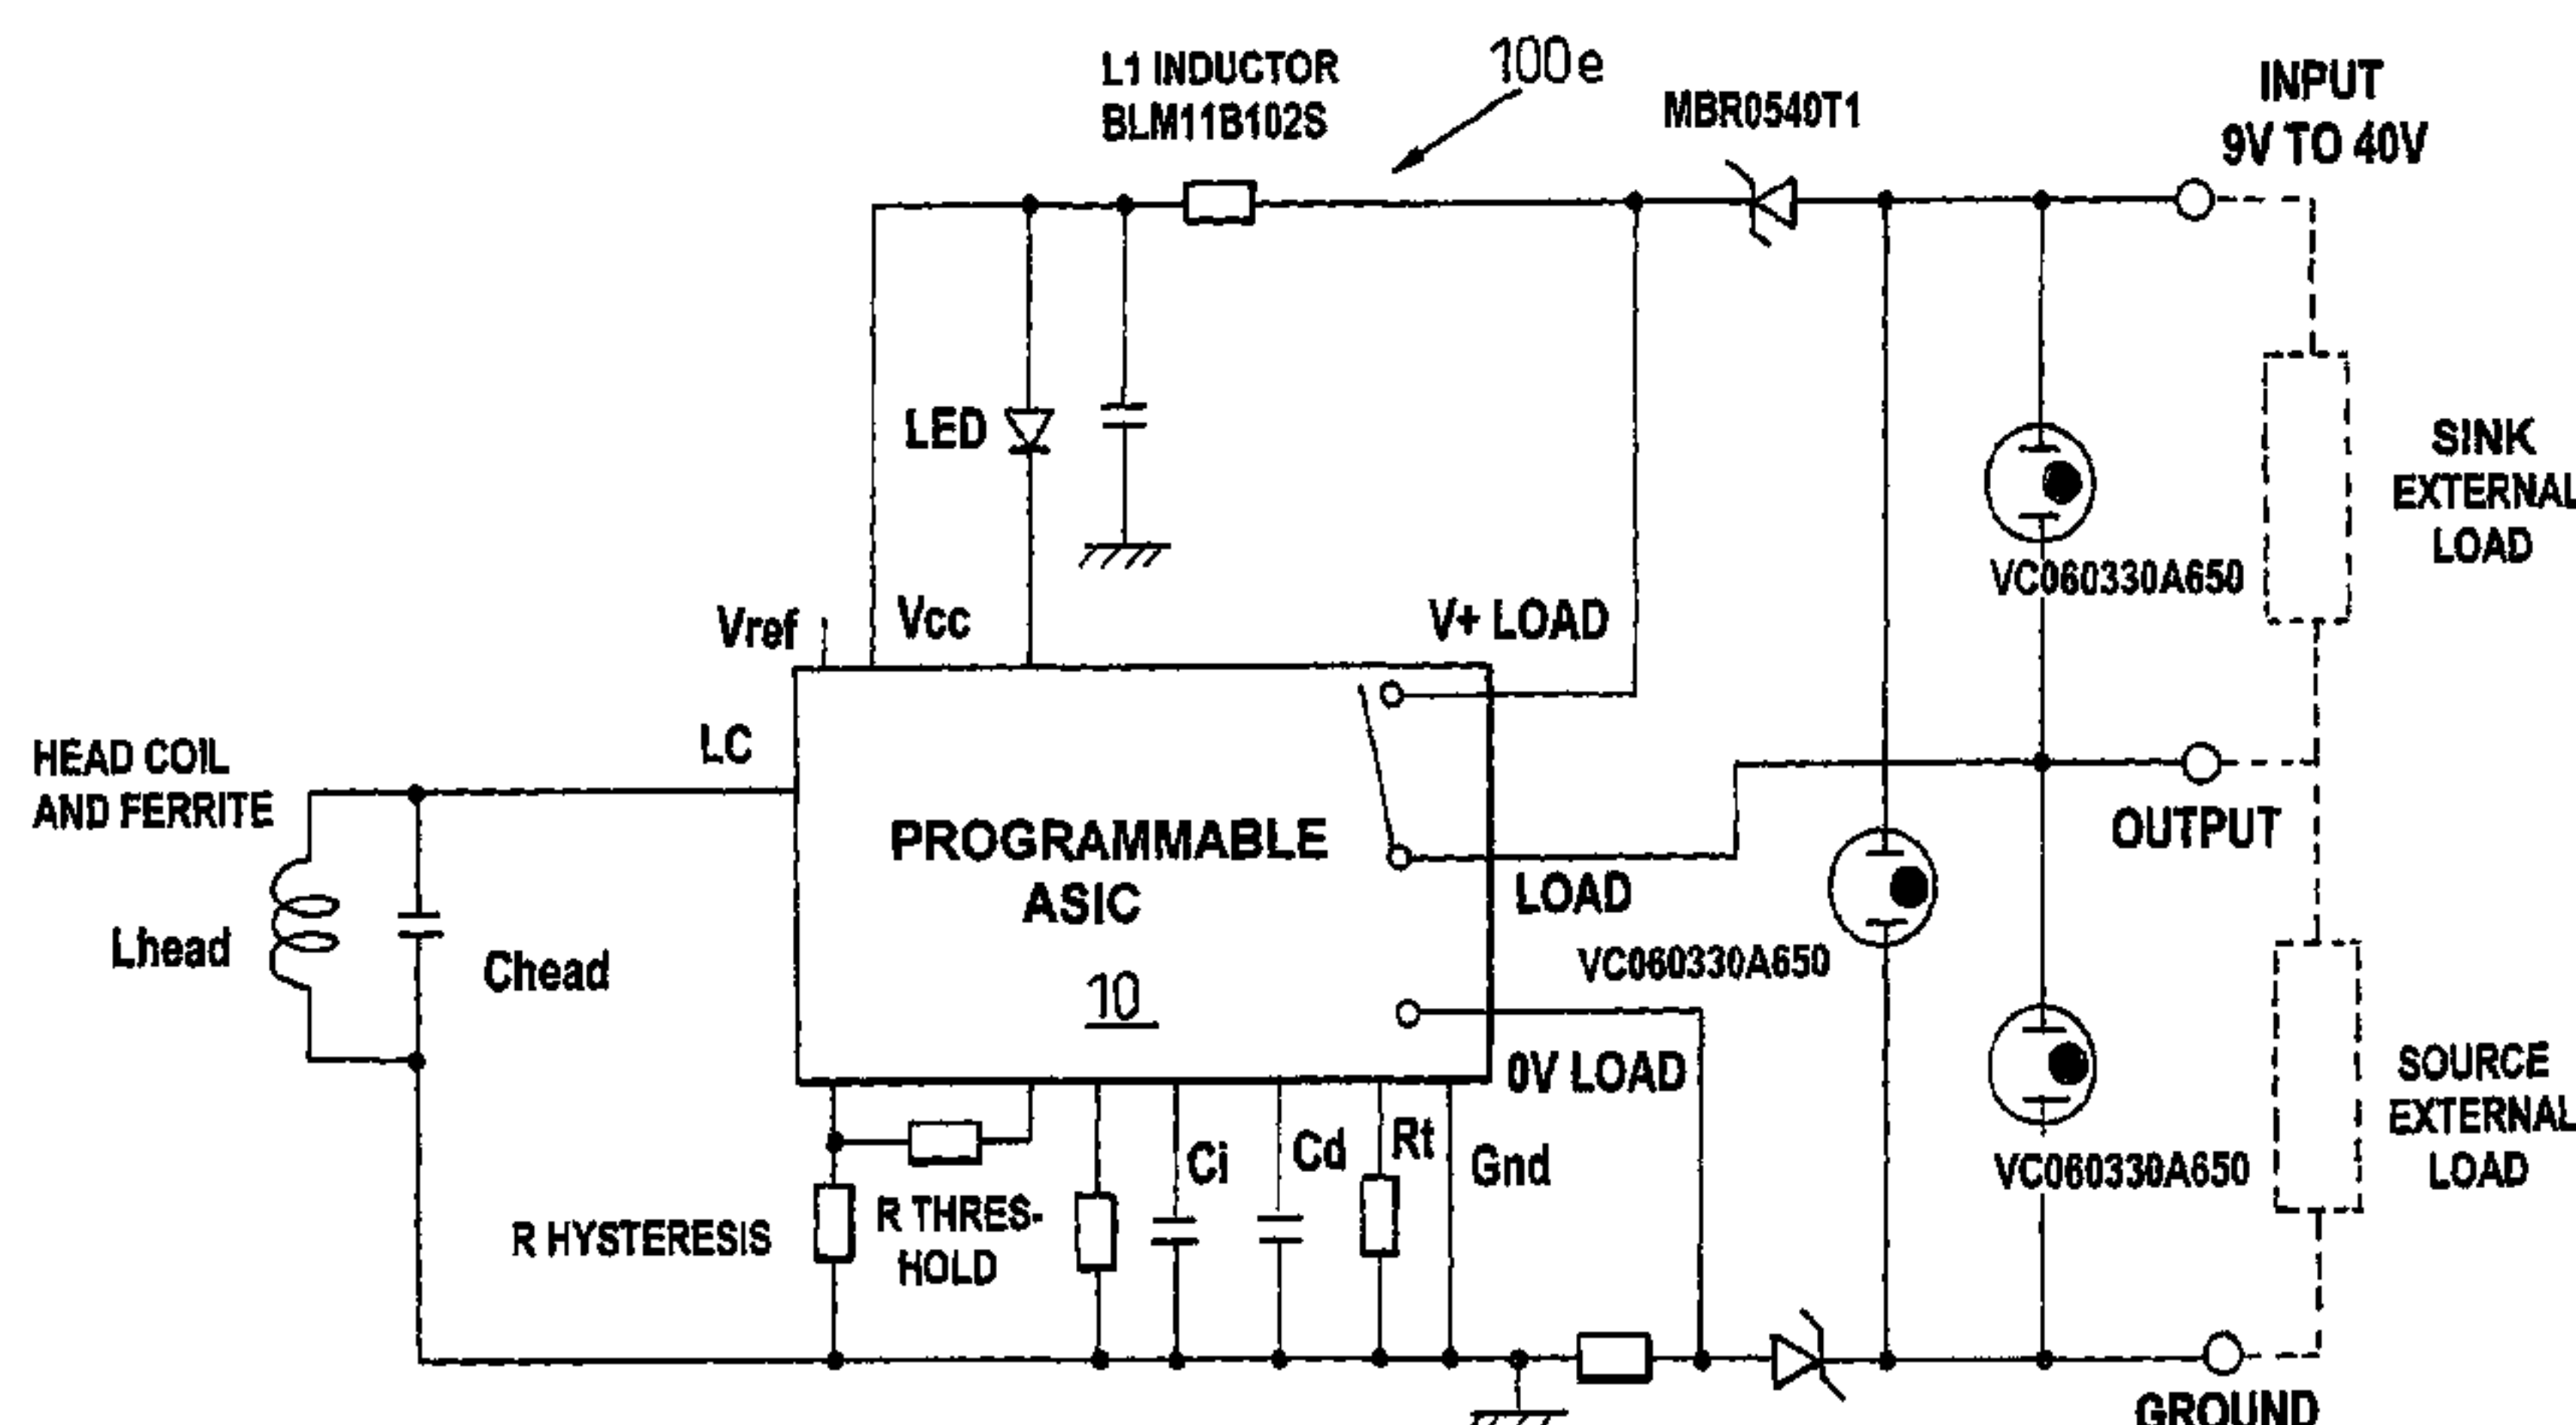 L1 INDUCTOR
BLM11B102S
100e
MBR0540T1
INPUT
9V TO 40V
LED
SINK
EXTERNAL
LOAD
VC060330A650
Vref
Vcc
V+ LOAD
HEAD COIL
AND FERRITE
LC
PROGRAMMABLE
ASIC
10
OUTPUT
LOAD
VC060330A650
Lhead
Chead
0V LOAD
SOURCE
EXTERNAL
LOAD
VC060330A650
Ci
Cd
Rt
Gnd
R HYSTERESIS
R THRES-
HOLD
GROUND